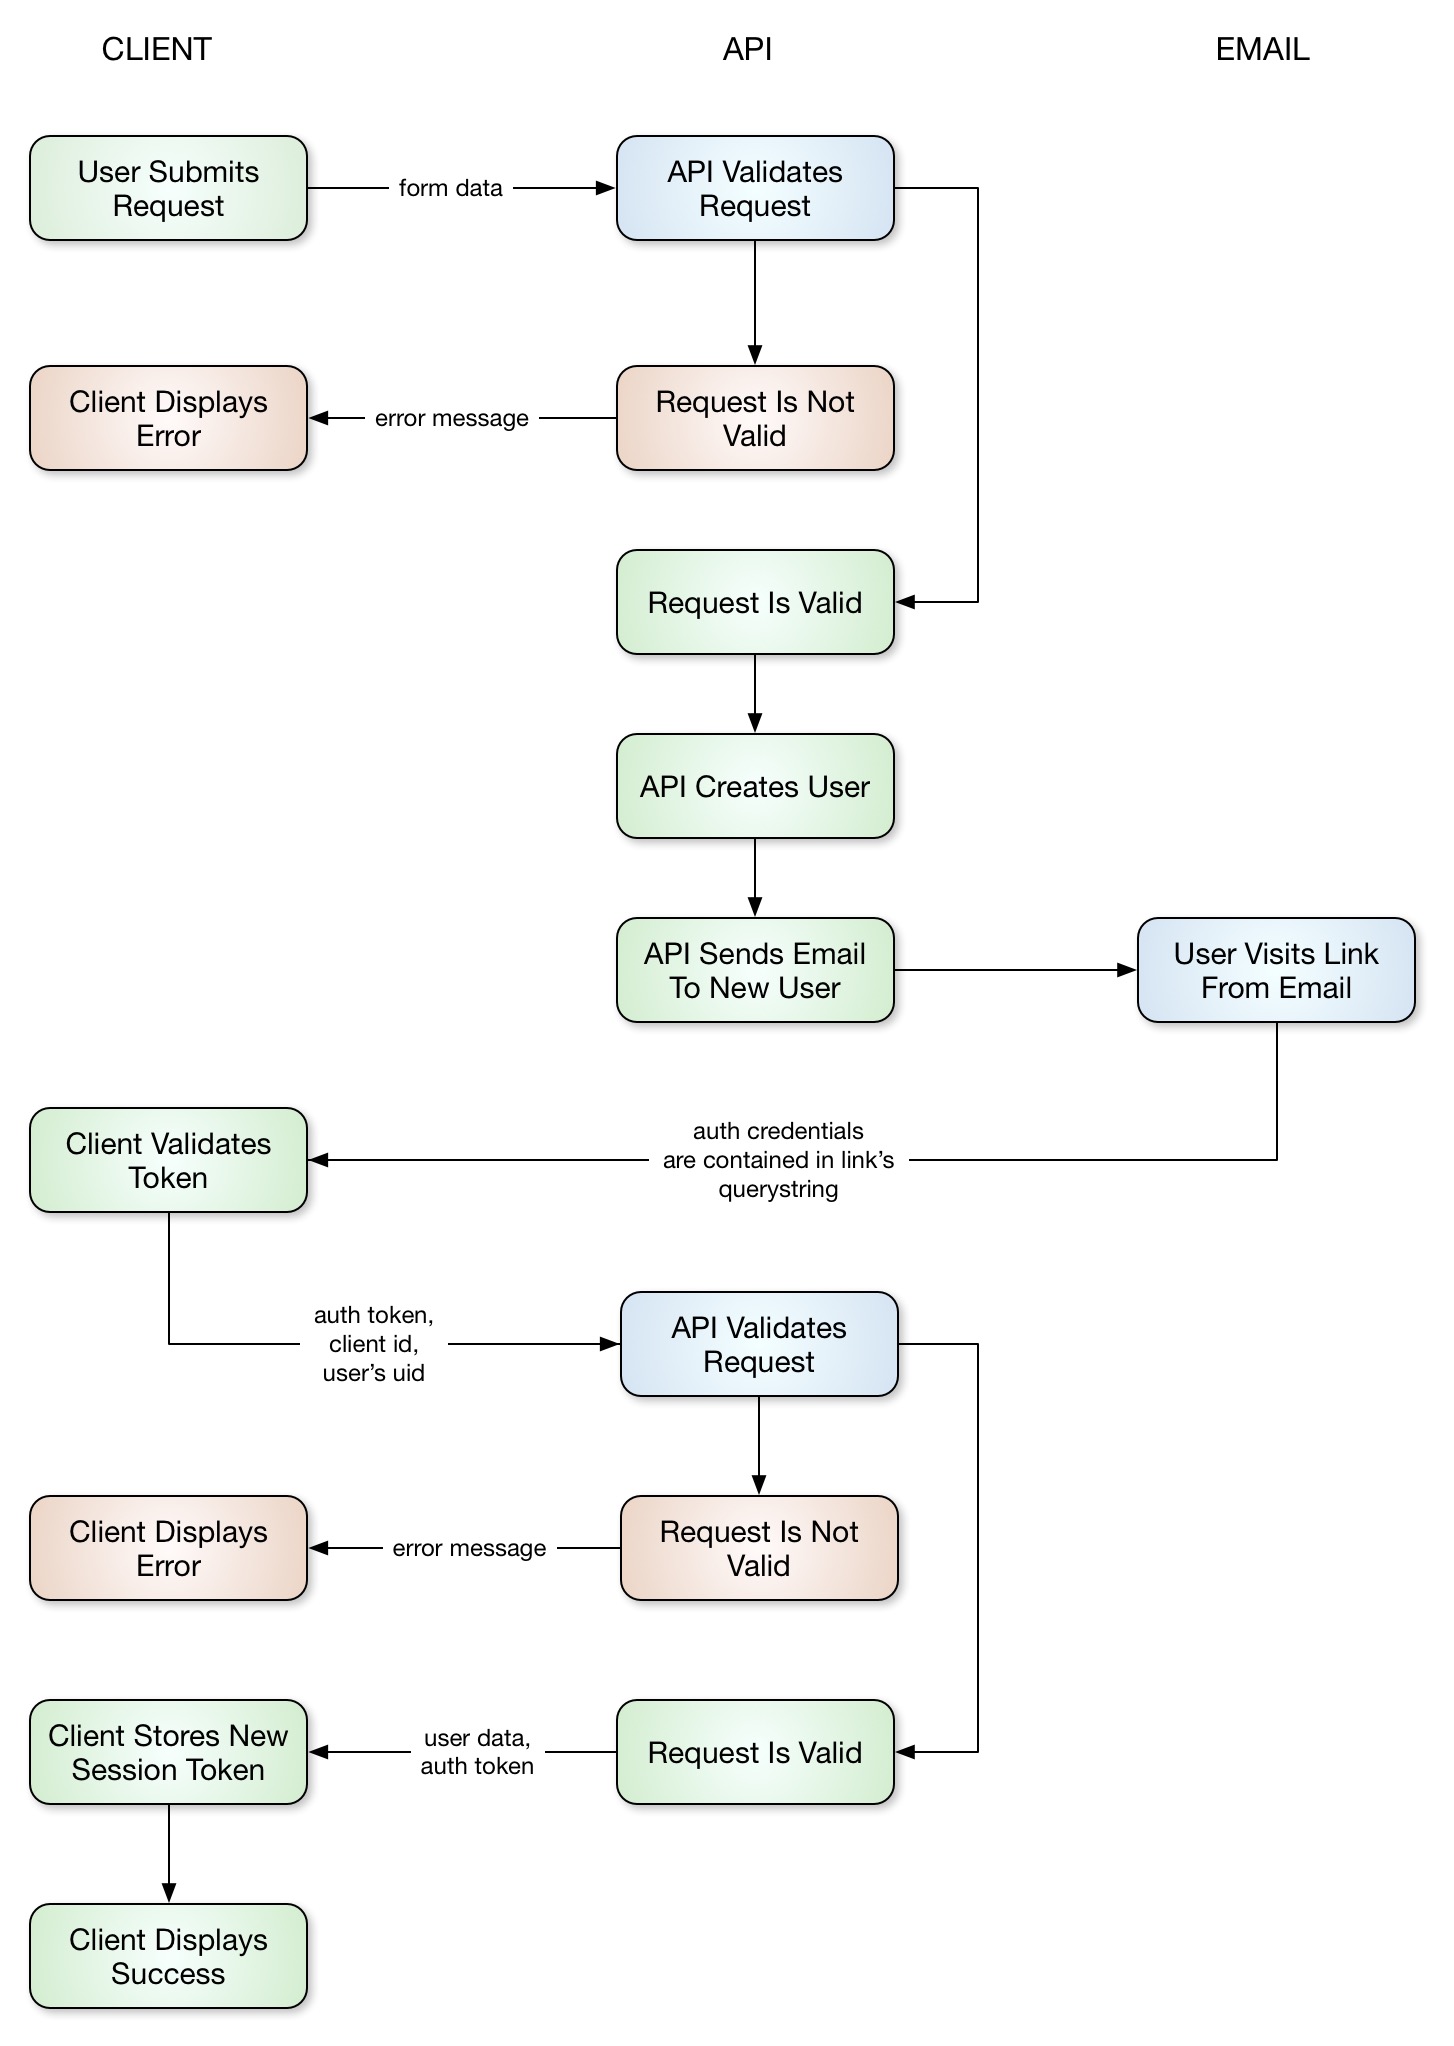 CLIENT
API
EMAIL
User Submits
Request
form data
API Validates
Request
Client Displays
Error
error message
Request Is Not
Valid
Request Is Valid
API Creates User
API Sends Email
To New User
User Visits Link
From Email
auth credentials
are contained in link's
querystring
Client Validates
Token
auth token,
client id,
user's uid
API Validates
Request
Client Displays
Error
error message
Request Is Not
Valid
Client Stores New
Session Token
user data,
auth token
Request Is Valid
Client Displays
Success